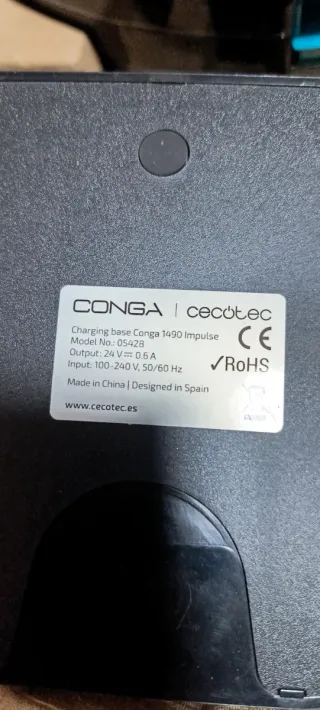 CONGA | cecotec
Charging base Conga 1490 Impulse
Model No.: 05428
Output: 24 V⎓0.6 A
Input: 100-240 V, 50/60 Hz
CE
✓RoHS
Made in China | Designed in Spain
www.cecotec.es